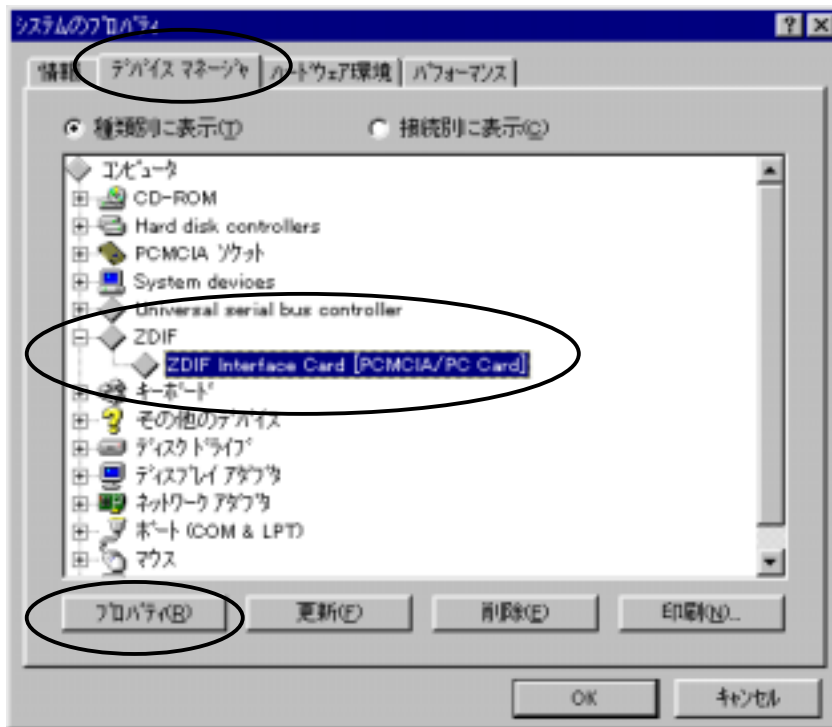 システムのプロパティ
情報 デバイス マネージャ ハードウェア環境 パフォーマンス
種類別に表示(T) 接続別に表示(C)
コンピュータ
CD-ROM
Hard disk controllers
PCMCIA ソケット
System devices
Universal serial bus controller
ZDIF
ZDIF Interface Card [PCMCIA/PC Card]
キーボード
その他のデバイス
ディスク ドライブ
ディスプレイ アダプタ
ネットワーク アダプタ
ポート (COM & LPT)
マウス
プロパティ(R) 更新(F) 削除(E) 印刷(N)...
OK キャンセル